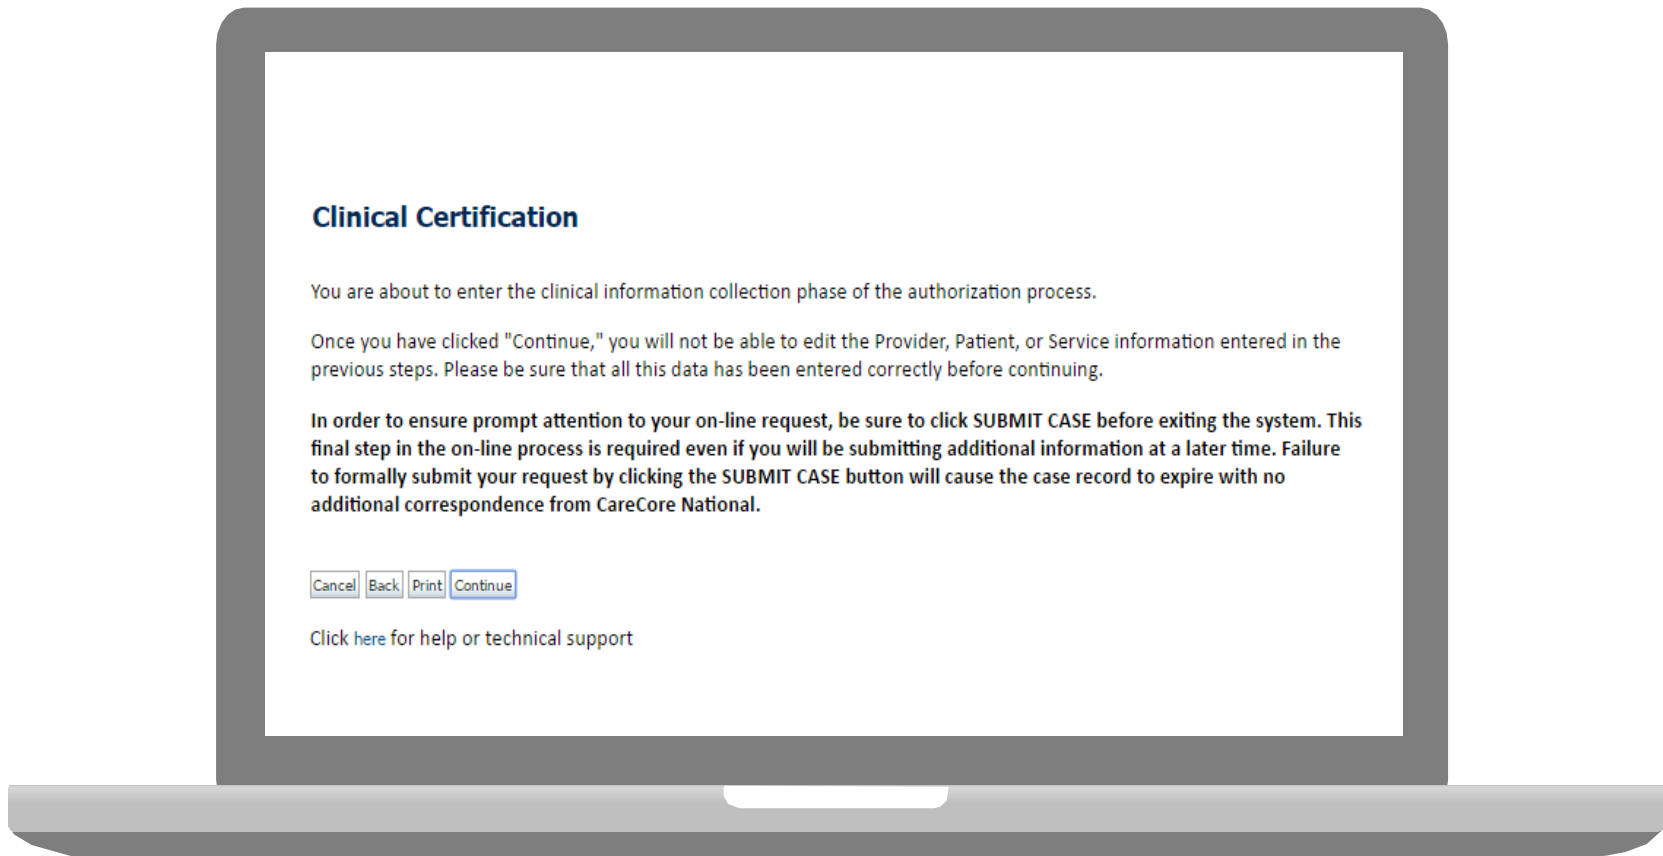 Clinical Certification
You are about to enter the clinical information collection phase of the authorization process.
Once you have clicked "Continue," you will not be able to edit the Provider, Patient, or Service information entered in the
previous steps. Please be sure that all this data has been entered correctly before continuing.
In order to ensure prompt attention to your on-line request, be sure to click SUBMIT CASE before exiting the system. This
final step in the on-line process is required even if you will be submitting additional information at a later time. Failure
to formally submit your request by clicking the SUBMIT CASE button will cause the case record to expire with no
additional correspondence from CareCore National.
Cancel Back Print Continue
Click here for help or technical support